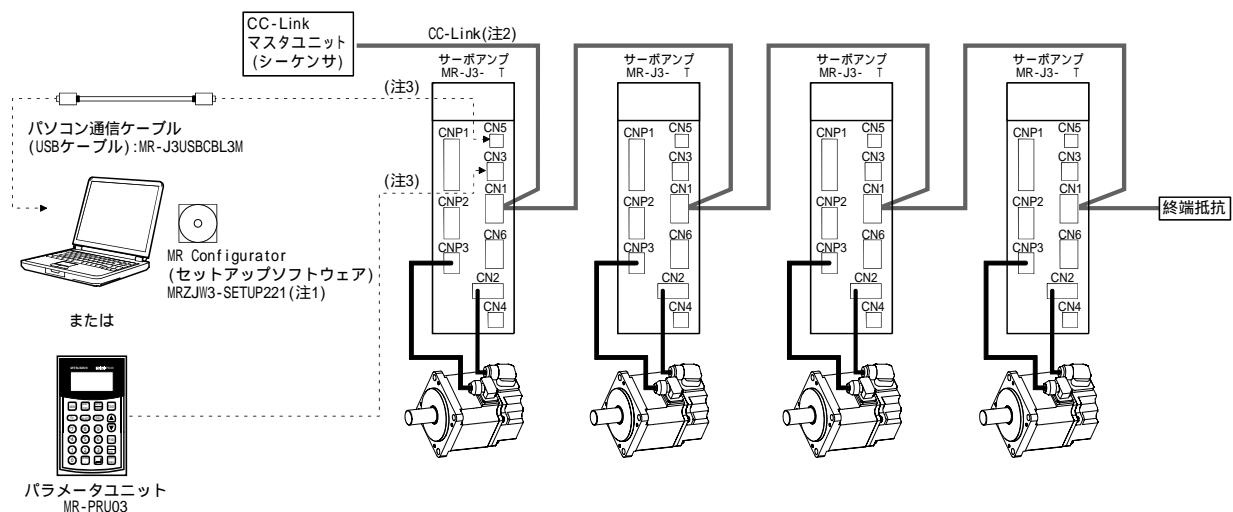 CC-Link
マスタユニット
(シーケンサ)
CC-Link(注2)
サーボアンプ
MR-J3-　T
サーボアンプ
MR-J3-　T
サーボアンプ
MR-J3-　T
サーボアンプ
MR-J3-　T
(注3)
パソコン通信ケーブル
(USBケーブル):MR-J3USBCBL3M
(注3)
CNP1
CN5
CN3
CN1
CNP2
CN6
CNP3
CN2
CN4
CNP1
CN5
CN3
CN1
CNP2
CN6
CNP3
CN2
CN4
CNP1
CN5
CN3
CN1
CNP2
CN6
CNP3
CN2
CN4
CNP1
CN5
CN3
CN1
CNP2
CN6
CNP3
CN2
CN4
終端抵抗
MR Configurator
(セットアップソフトウェア)
MRZJW3-SETUP221(注1)
または
パラメータユニット
MR-PRU03